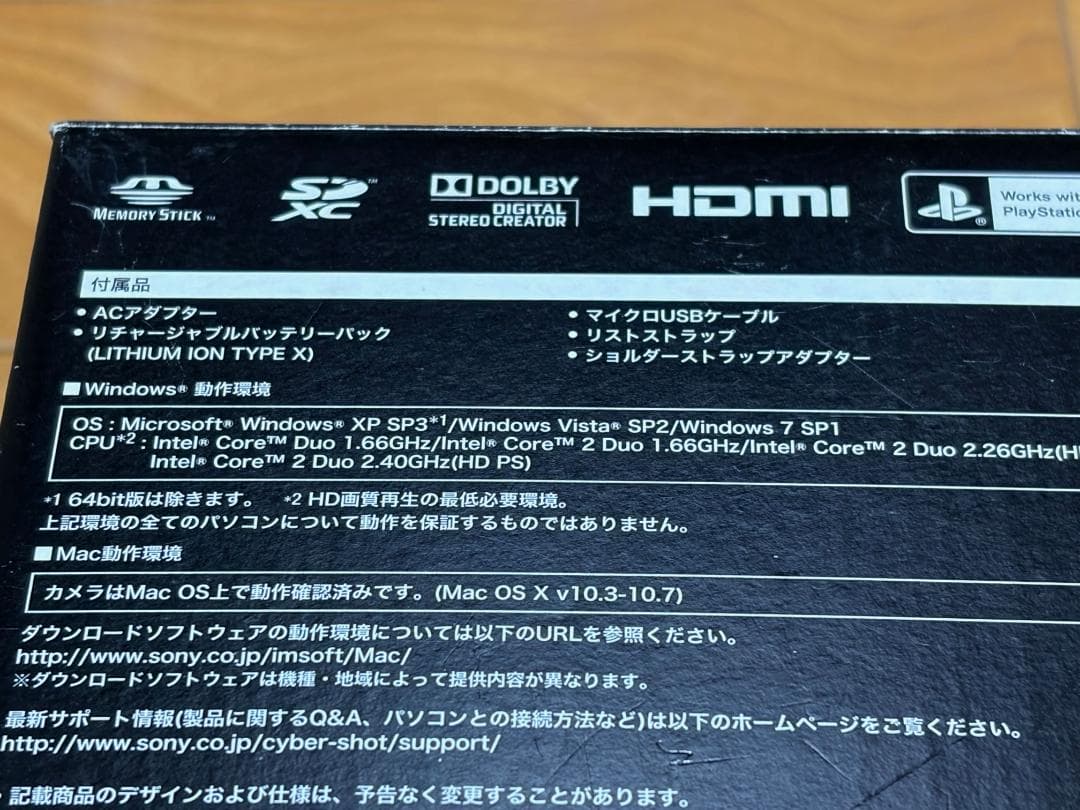 MEMORY STICK ™
SD XC ™
DOLBY DIGITAL STEREO CREATOR
HDMI
Works
PlayStation
付属品
● ACアダプター
● リチャージャブルバッテリーパック
(LITHIUM ION TYPE X)
● マイクロUSBケーブル
● リストストラップ
● ショルダーストラップアダプター
■Windows® 動作環境
OS : Microsoft® Windows® XP SP3*1/Windows Vista® SP2/Windows 7 SP1
CPU*2 : Intel® Core™ Duo 1.66GHz/Intel® Core™ 2 Duo 1.66GHz/Intel® Core™ 2 Duo 2.26GHz
Intel® Core™ 2 Duo 2.40GHz(HD PS)
*1 64bit版は除きます。 *2 HD画質再生の最低必要環境。
上記環境の全てのパソコンについて動作を保証するものではありません。
■Mac動作環境
カメラはMac OS上で動作確認済みです。(Mac OS X v10.3-10.7)
ダウンロードソフトウェアの動作環境については以下のURLを参照ください。
http://www.sony.co.jp/imsoft/Mac/
※ダウンロードソフトウェアは機種・地域によって提供内容が異なります。
最新サポート情報(製品に関するQ&A、パソコンとの接続方法など)は以下のホームページをご覧ください。
http://www.sony.co.jp/cyber-shot/support/
・記載商品のデザインおよび仕様は、予告なく変更することがあります。